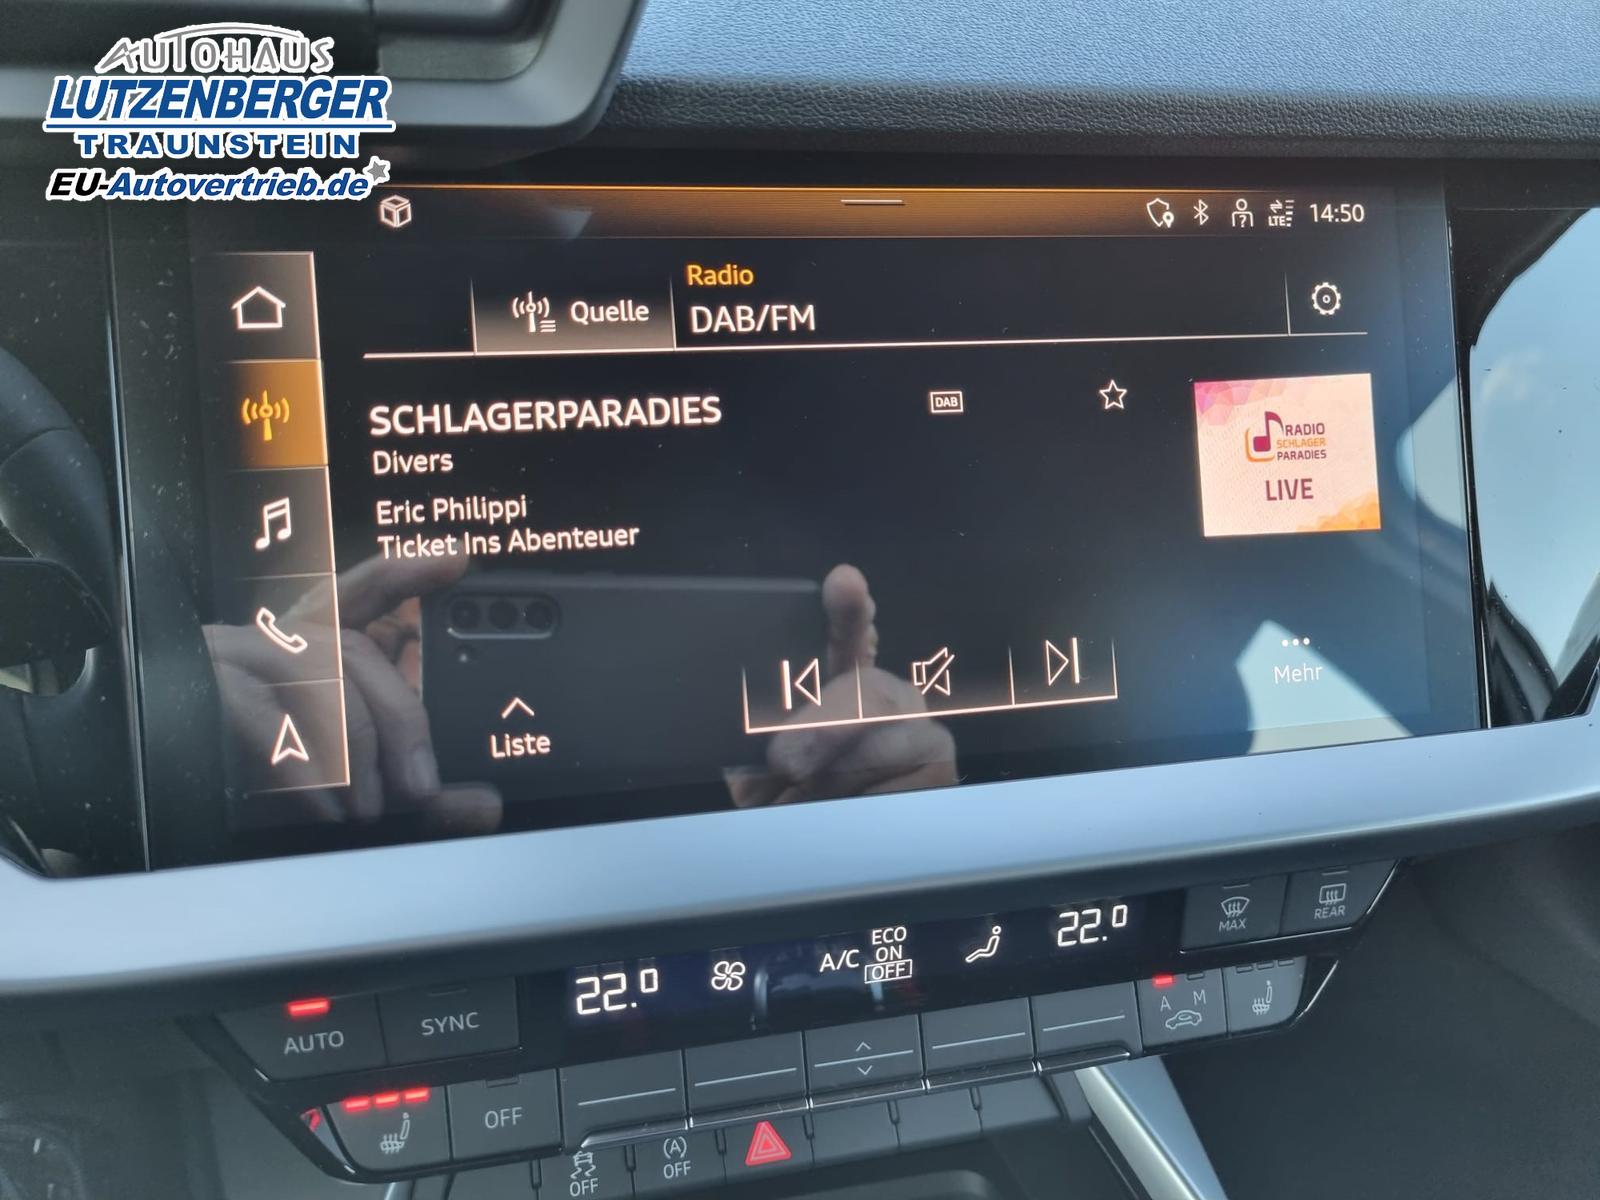 AUTOHAUS
LUTZENBERGER
TRAUNSTEIN
EU-Autovertrieb.de
LTE 14:50
Radio
Quelle DAB/FM
SCHLAGERPARADIES DAB
Divers
Eric Philippi
Ticket Ins Abenteuer
RADIO
SCHLAGER
PARADIES
LIVE
Liste
Mehr
22.0 A/C ECO ON OFF 22.0
MAX REAR
AUTO SYNC
A M
OFF
OFF
(A) OFF